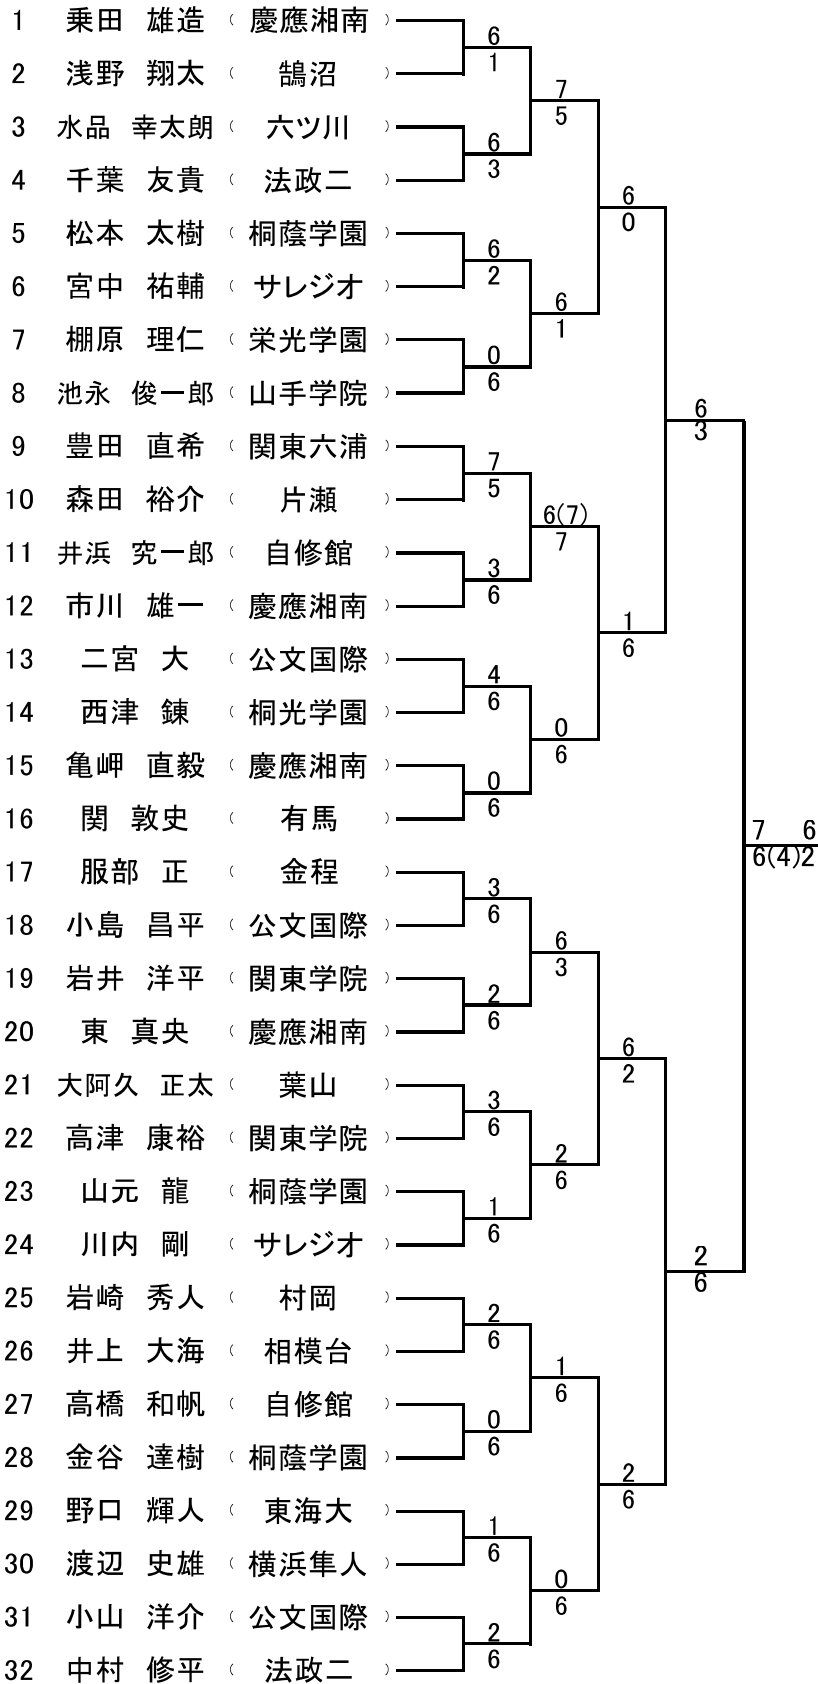 1 乗田 雄造 ( 慶應湘南 )
6
1
2 浅野 翔太 ( 鵠沼 )
7
5
3 水品 幸太朗 ( 六ツ川 )
6
3
4 千葉 友貴 ( 法政二 )
6
0
5 松本 太樹 ( 桐蔭学園 )
6
2
6 宮中 祐輔 ( サレジオ )
6
1
7 棚原 理仁 ( 栄光学園 )
0
6
8 池永 俊一郎 ( 山手学院 )
6
3
9 豊田 直希 ( 関東六浦 )
7
5
10 森田 裕介 ( 片瀬 )
6(7)
7
11 井浜 究一郎 ( 自修館 )
3
6
12 市川 雄一 ( 慶應湘南 )
1
6
13 二宮 大 ( 公文国際 )
4
6
14 西津 錬 ( 桐光学園 )
0
6
15 亀岬 直毅 ( 慶應湘南 )
0
6
16 関 敦史 ( 有馬 )
7 6
6(4)2
17 服部 正 ( 金程 )
3
6
18 小島 昌平 ( 公文国際 )
6
3
19 岩井 洋平 ( 関東学院 )
2
6
20 東 真央 ( 慶應湘南 )
6
2
21 大阿久 正太 ( 葉山 )
3
6
22 高津 康裕 ( 関東学院 )
2
6
23 山元 龍 ( 桐蔭学園 )
1
6
24 川内 剛 ( サレジオ )
2
6
25 岩崎 秀人 ( 村岡 )
2
6
26 井上 大海 ( 相模台 )
1
6
27 高橋 和帆 ( 自修館 )
0
6
28 金谷 達樹 ( 桐蔭学園 )
2
6
29 野口 輝人 ( 東海大 )
1
6
30 渡辺 史雄 ( 横浜隼人 )
0
6
31 小山 洋介 ( 公文国際 )
2
6
32 中村 修平 ( 法政二 )